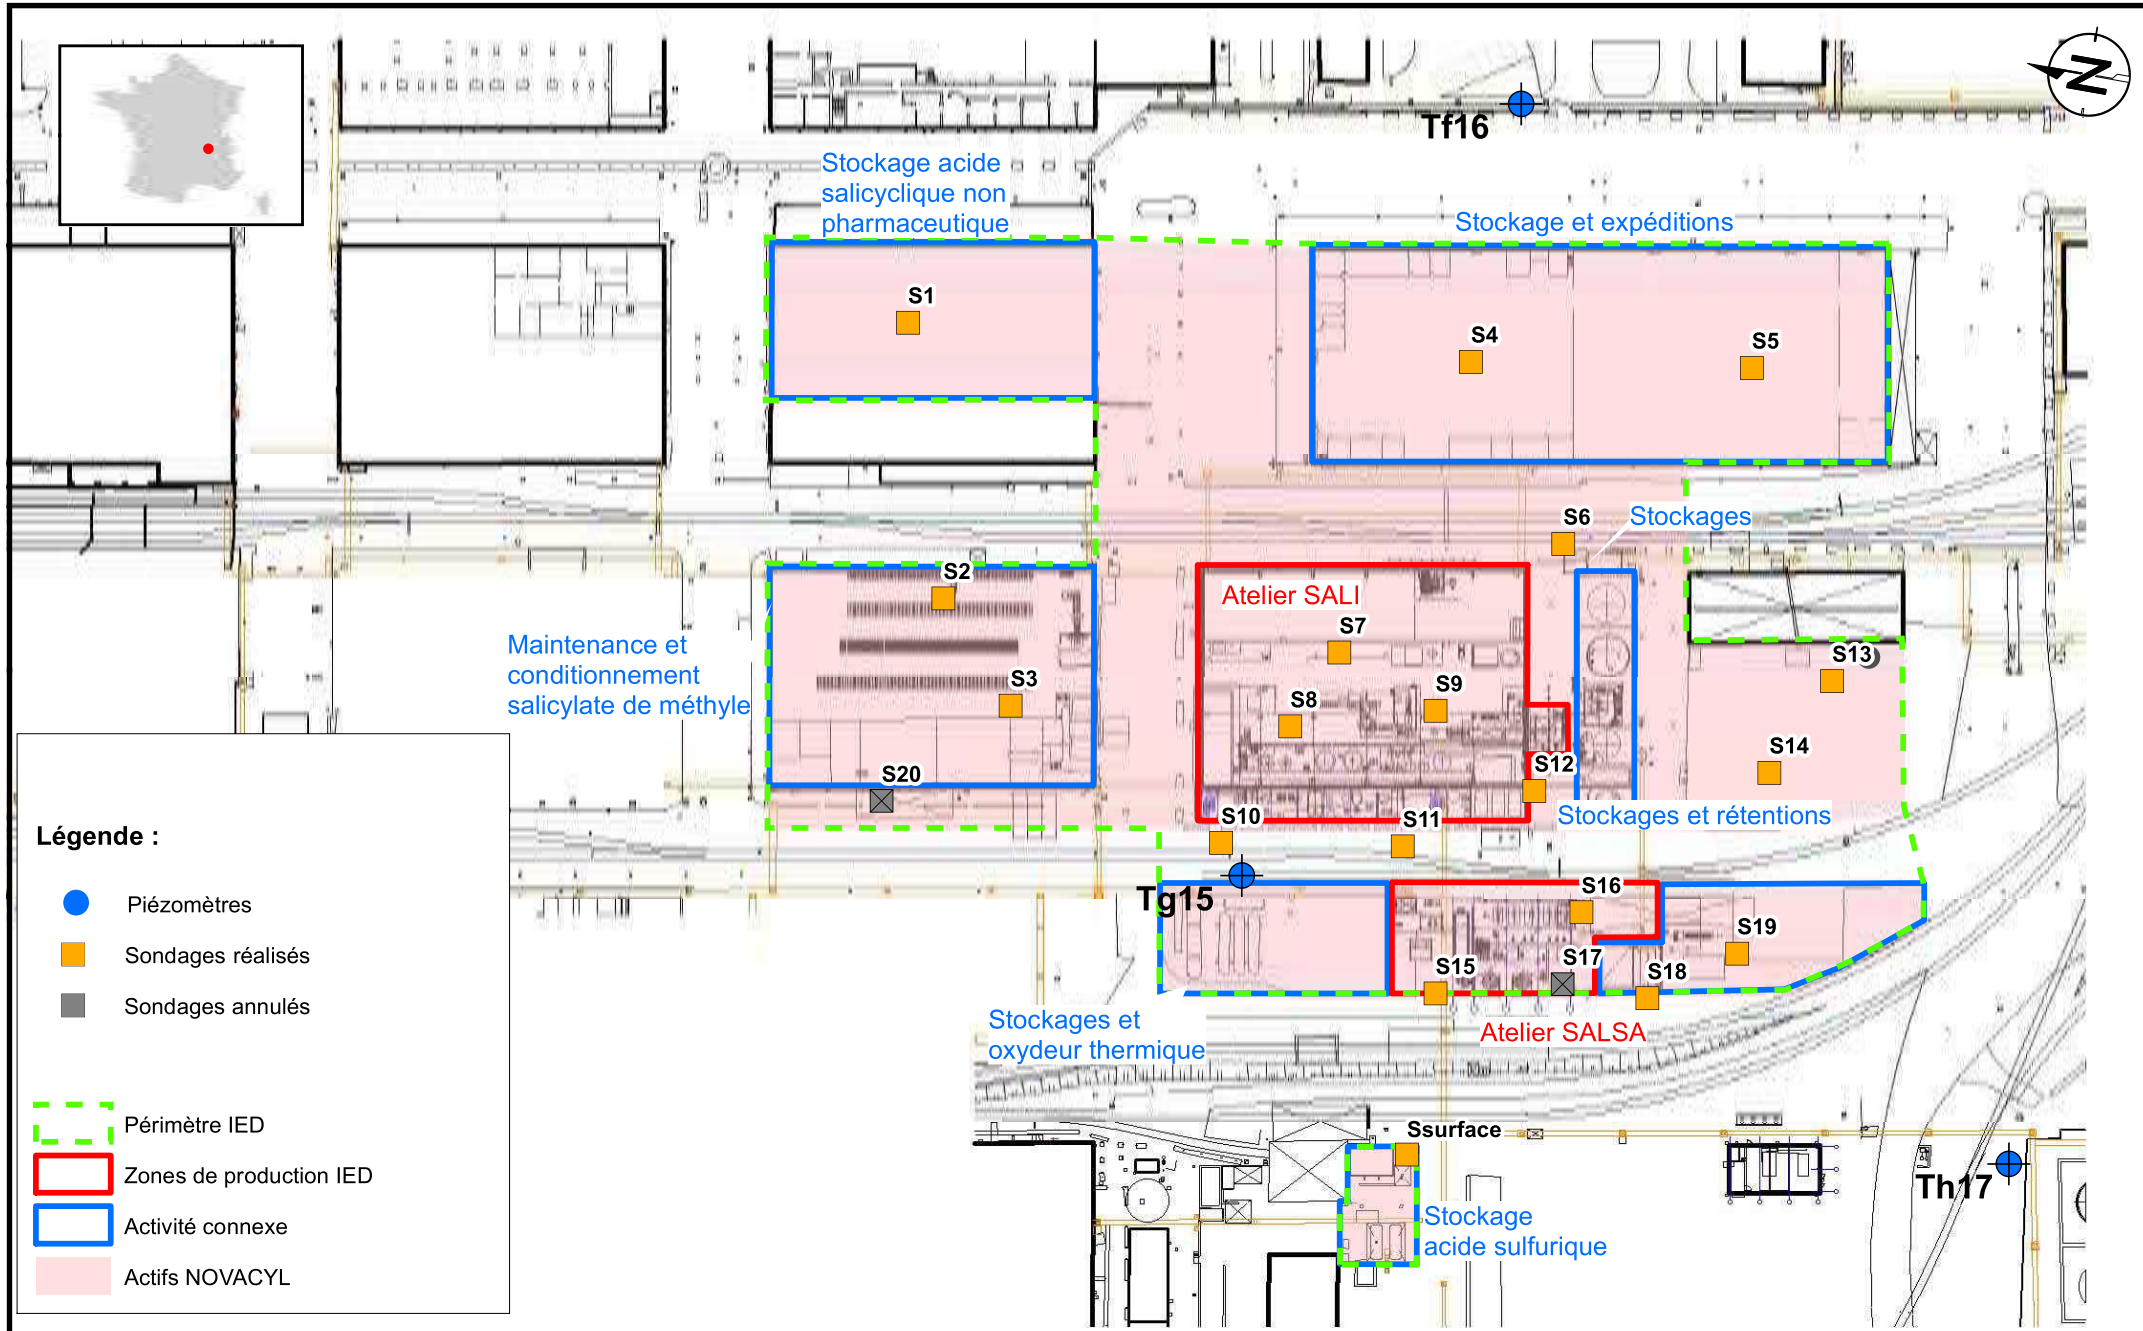 N
Tf16
Stockage acide
salicyclique non
pharmaceutique
Stockage et expéditions
S1
S4
S5
S6
Stockages
S2
Atelier SALI
S7
Maintenance et
conditionnement
salicylate de méthyle
S3
S8
S9
S13
S14
S12
S20
Stockages et rétentions
S10
S11
Tg15
S16
S17
S15
S18
S19
Stockages et
oxydeur thermique
Atelier SALSA
Ssurface
Th17
Stockage
acide sulfurique
Légende :
Piézomètres
Sondages réalisés
Sondages annulés
Périmètre IED
Zones de production IED
Activité connexe
Actifs NOVACYL